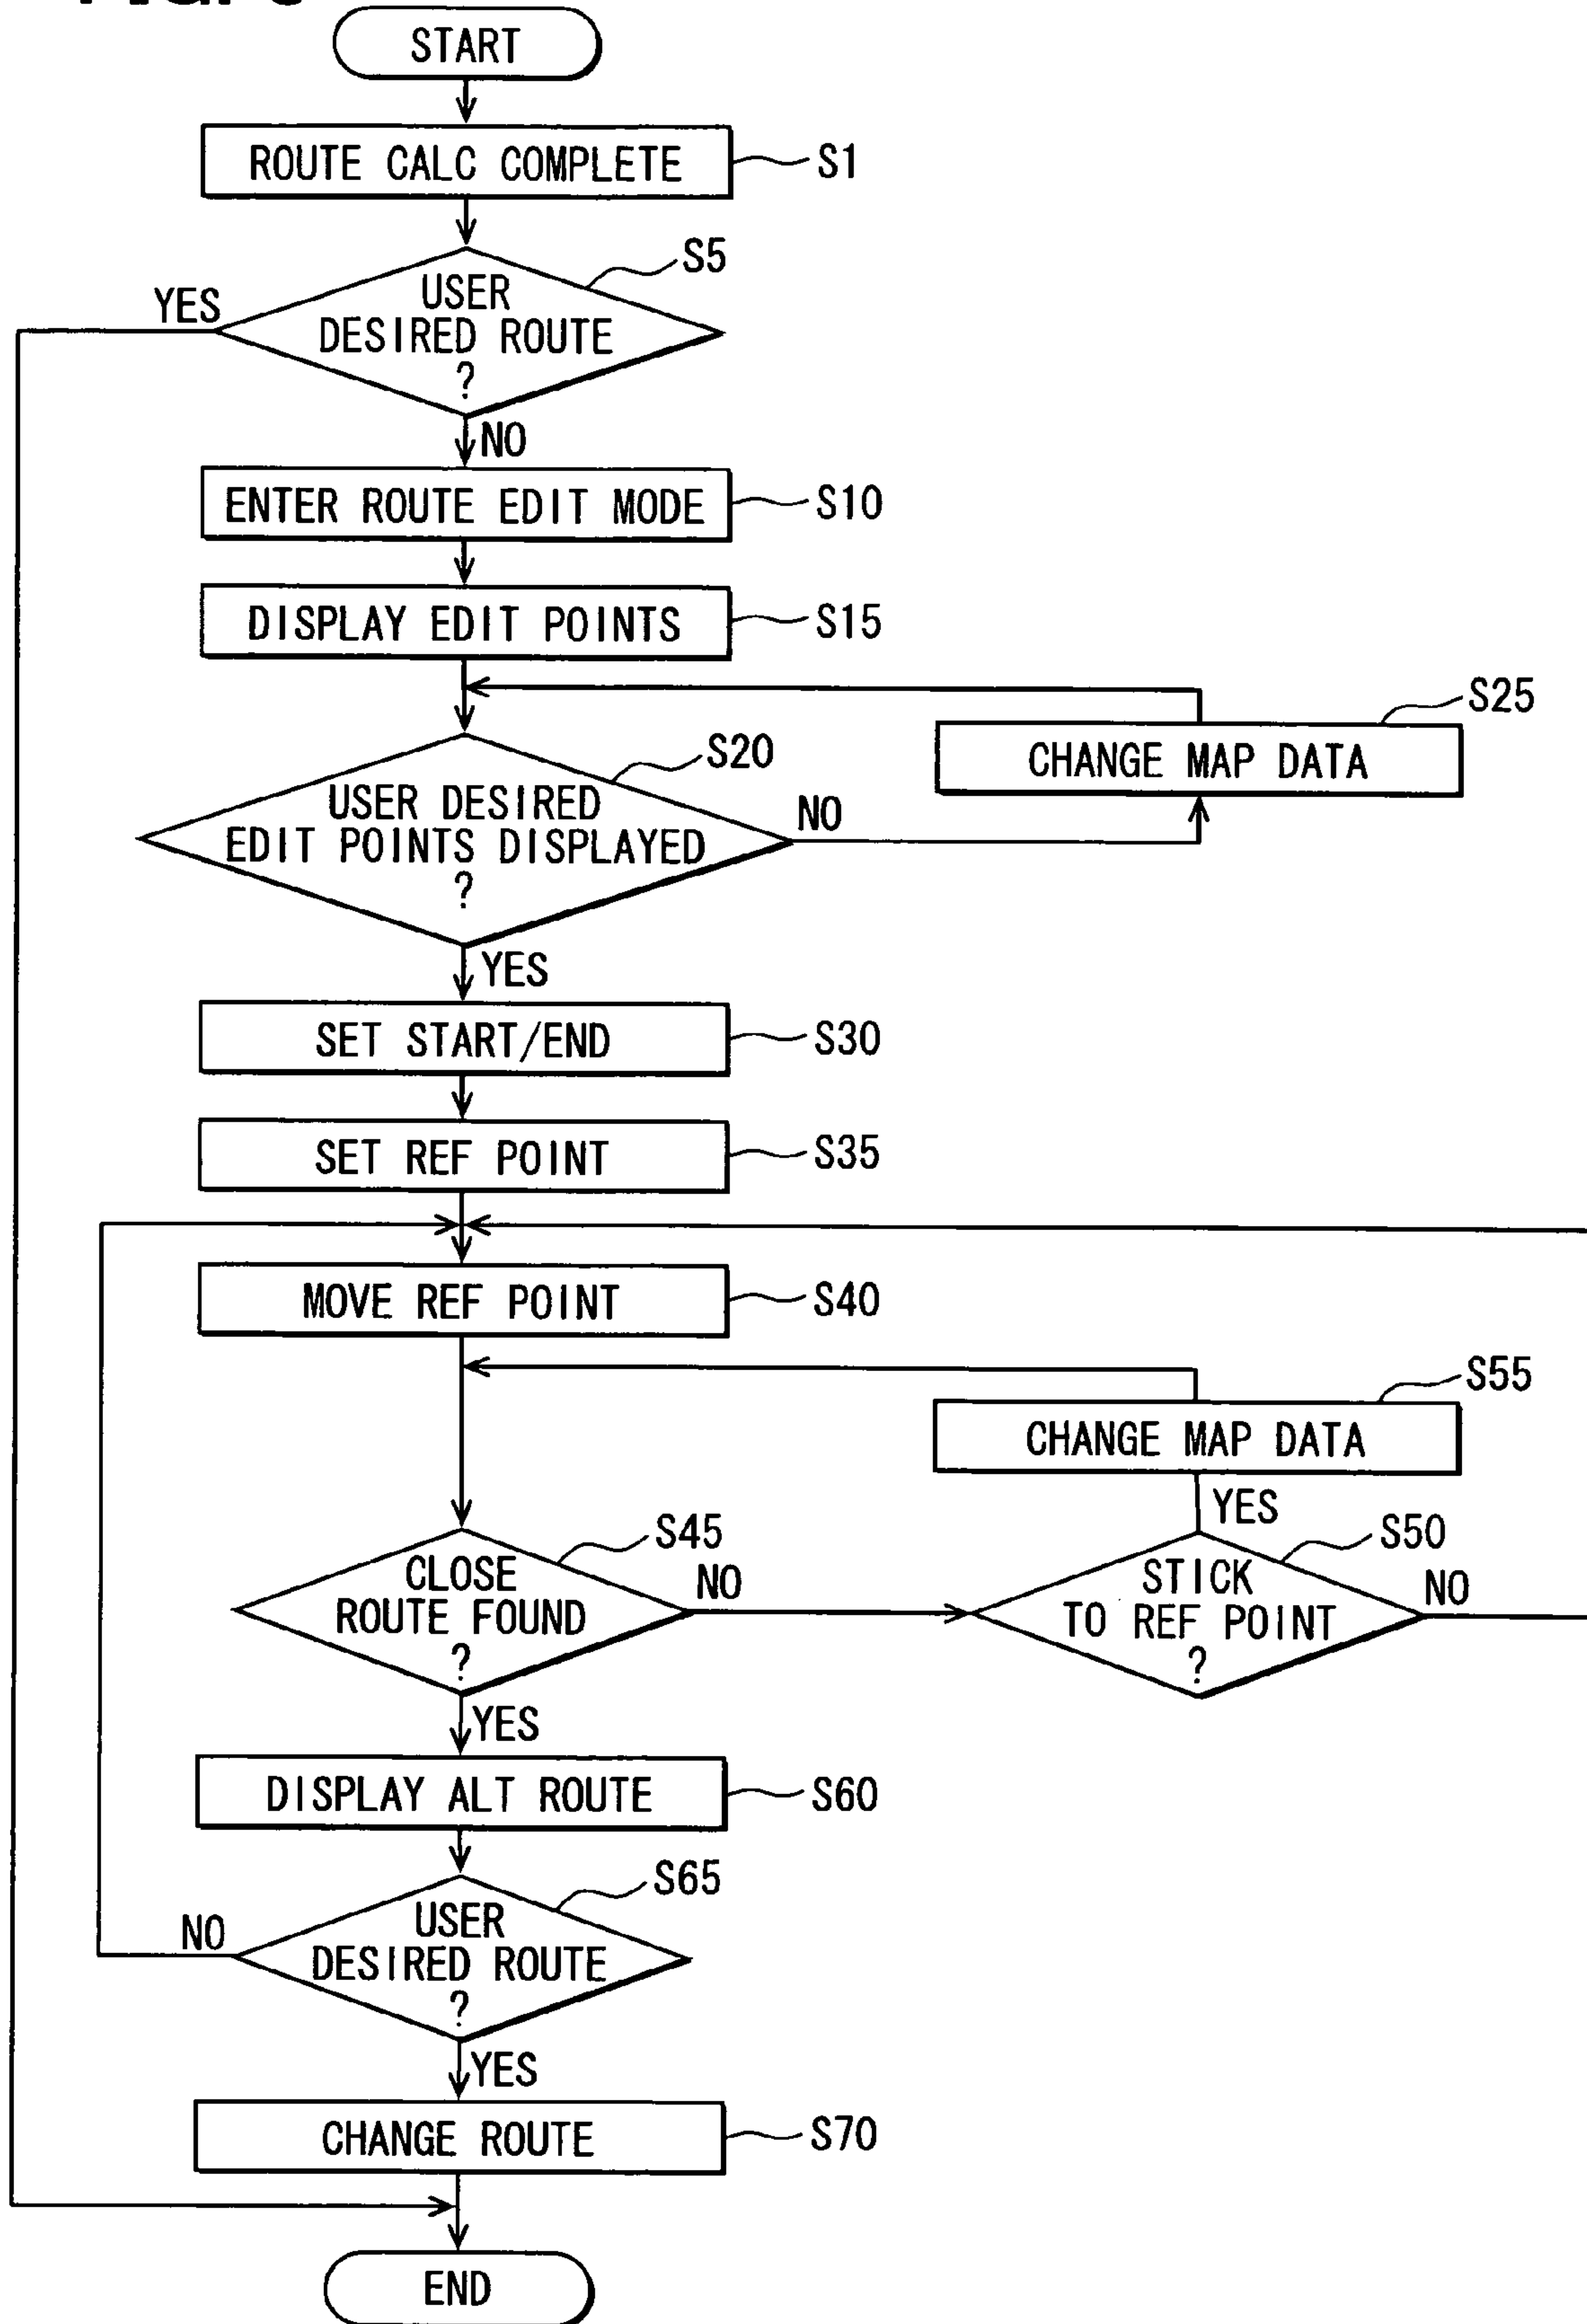 START
ROUTE CALC COMPLETE
S1
S5
USER
DESIRED ROUTE
?
YES
NO
ENTER ROUTE EDIT MODE
S10
DISPLAY EDIT POINTS
S15
S25
CHANGE MAP DATA
S20
USER DESIRED
EDIT POINTS DISPLAYED
?
NO
YES
SET START/END
S30
SET REF POINT
S35
MOVE REF POINT
S40
S55
CHANGE MAP DATA
YES
S45
CLOSE
ROUTE FOUND
?
NO
S50
STICK
TO REF POINT
?
NO
YES
DISPLAY ALT ROUTE
S60
S65
USER
DESIRED ROUTE
?
NO
YES
CHANGE ROUTE
S70
END